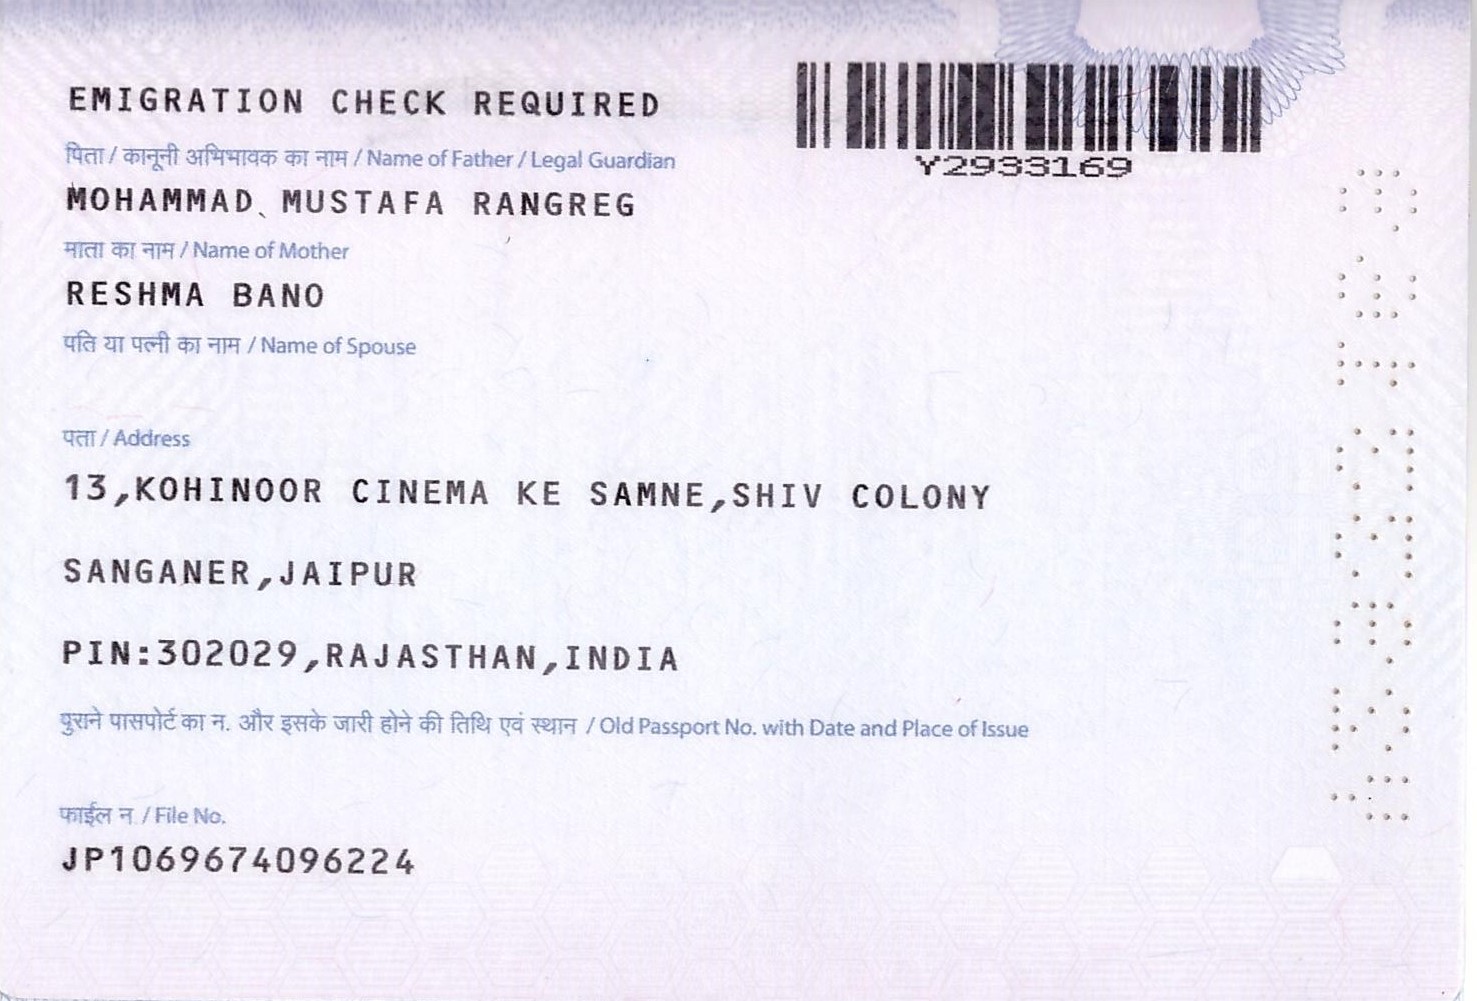 EMIGRATION CHECK REQUIRED
Y2933169
पिता / कानूनी अभिभावक का नाम / Name of Father / Legal Guardian
MOHAMMAD MUSTAFA RANGREG
माता का नाम / Name of Mother
RESHMA BANO
पति या पत्नी का नाम / Name of Spouse
पता / Address
13,KOHINOOR CINEMA KE SAMNE,SHIV COLONY
SANGANER,JAIPUR
PIN:302029,RAJASTHAN,INDIA
पुराने पासपोर्ट का न. और इसके जारी होने की तिथि एवं स्थान / Old Passport No. with Date and Place of Issue
फाईल न / File No.
JP1069674096224